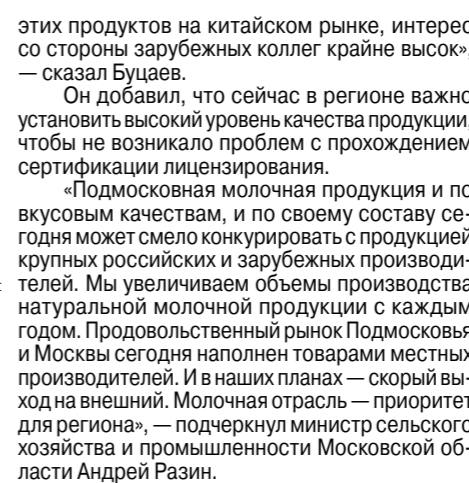 этих продуктов на китайском рынке, интерес
со стороны зарубежных коллег крайне высок»,
— сказал Буцаев.
Он добавил, что сейчас в регионе важно
установить высокий уровень качества продукции,
чтобы не возникало проблем с прохождением
сертификации лицензирования.
«Подмосковная молочная продукция и по
вкусовым качествам, и по своему составу се-
годня может смело конкурировать с продукцией
крупных российских и зарубежных производи-
телей. Мы увеличиваем объемы производства
натуральной молочной продукции с каждым
годом. Продовольственный рынок Подмосковья
и Москвы сегодня наполнен товарами местных
производителей. И в наших планах — скорый вы-
ход на внешний. Молочная отрасль — приоритет
для региона», — подчеркнул министр сельского
хозяйства и промышленности Московской об-
ласти Андрей Разин.